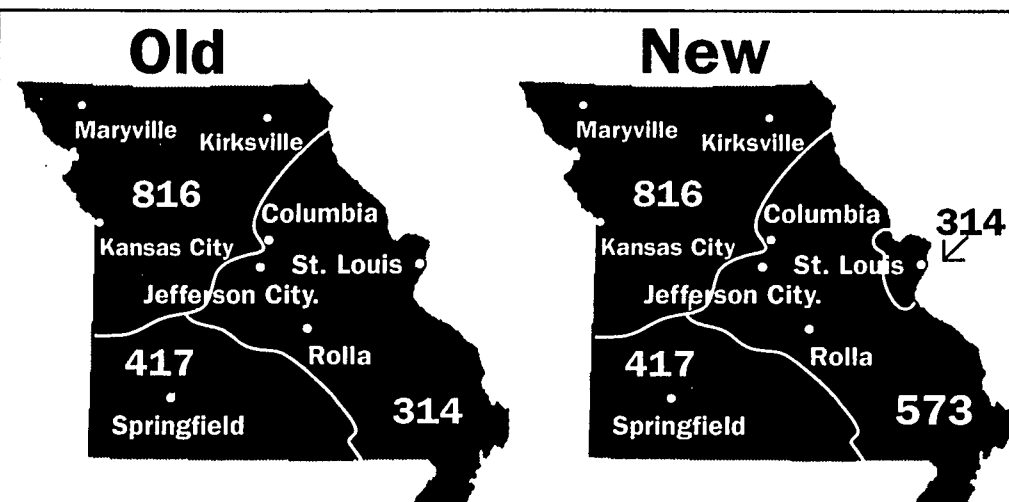 Old
Maryville
Kirksville
816
Columbia
Kansas City
St. Louis
Jefferson City.
Rolla
417
314
Springfield
New
Maryville
Kirksville
816
Columbia
314
Kansas City
St. Louis
Jefferson City.
Rolla
417
573
Springfield